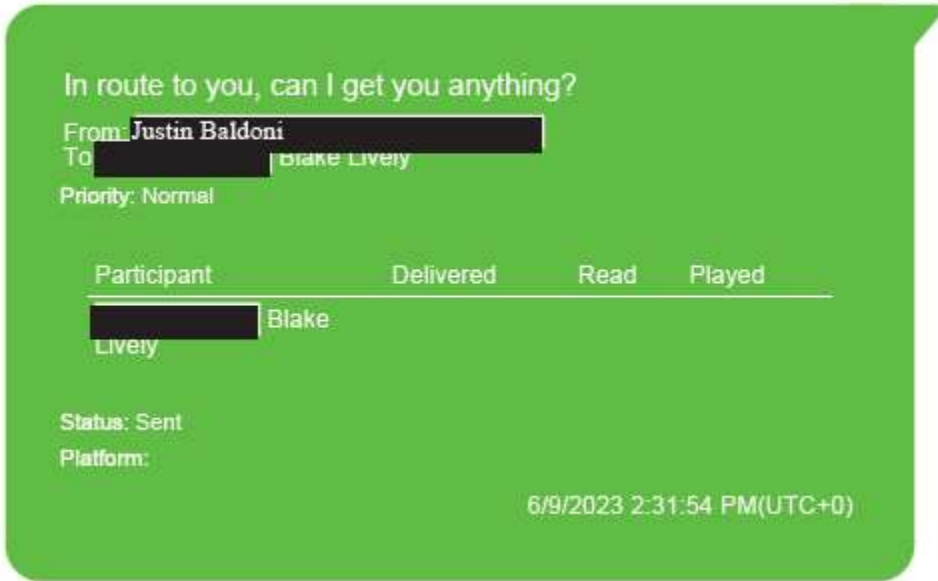 In route to you, can I get you anything?
From: Justin Baldoni
To Blake Lively
Priority: Normal
Participant Delivered Read Played
Blake
Lively
Status: Sent
Platform:
6/9/2023 2:31:54 PM(UTC+0)